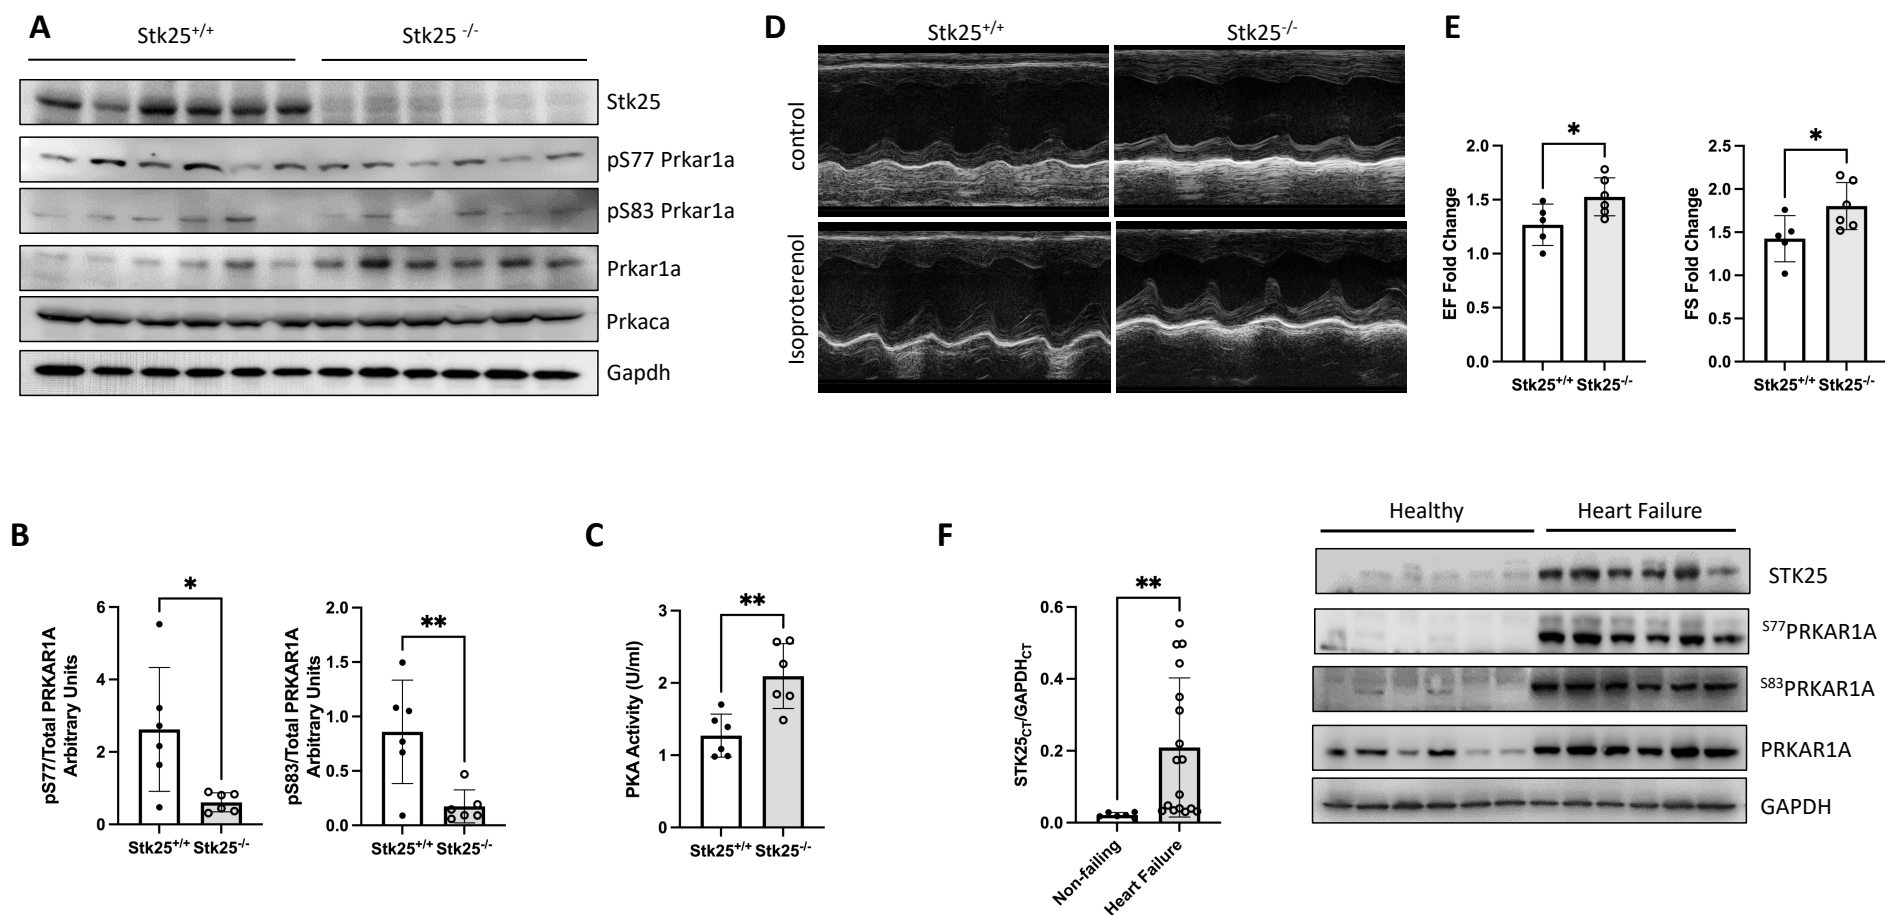 A
Stk25+/+
Stk25 -/-
Stk25
pS77 Prkar1a
pS83 Prkar1a
Prkar1a
Prkaca
Gapdh
D
Stk25+/+
Stk25-/-
control
Isoproterenol
E
EF Fold Change
2.0
1.5
1.0
0.5
0.0
*
Stk25+/+ Stk25-/-
FS Fold Change
2.5
2.0
1.5
1.0
0.5
0.0
*
Stk25+/+ Stk25-/-
B
pS77/Total PRKAR1A
Arbitrary Units
6
4
2
0
*
Stk25+/+ Stk25-/-
pS83/Total PRKAR1A
Arbitrary Units
2.0
1.5
1.0
0.5
0.0
**
Stk25+/+ Stk25-/-
C
PKA Activity (U/ml)
3
2
1
0
**
Stk25+/+ Stk25-/-
F
STK25CT/GAPDHCT
0.6
0.4
0.2
0.0
**
Non-failing
Heart Failure
Healthy
Heart Failure
STK25
S77PRKAR1A
S83PRKAR1A
PRKAR1A
GAPDH